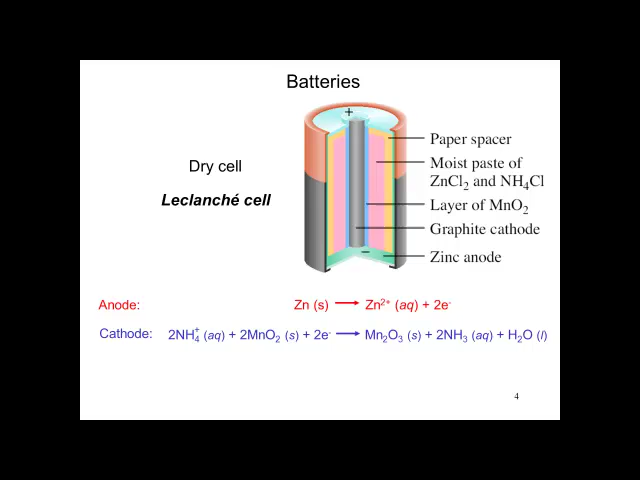 Batteries
+
Paper spacer
Dry cell
Moist paste of
ZnCl₂ and NH₄Cl
Leclanché cell
Layer of MnO₂
Graphite cathode
–
Zinc anode
Anode: Zn (s) ⟶ Zn²⁺ (aq) + 2e⁻
Cathode: 2NH₄⁺ (aq) + 2MnO₂ (s) + 2e⁻ ⟶ Mn₂O₃ (s) + 2NH₃ (aq) + H₂O (l)
4